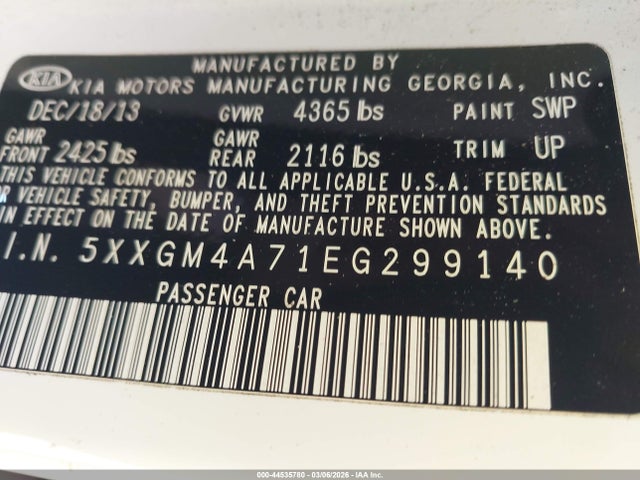 MANUFACTURED BY
KIA KIA MOTORS MANUFACTURING GEORGIA, INC.
DEC/18/13 GVWR 4365 lbs PAINT SWP
GAWR FRONT 2425 lbs GAWR REAR 2116 lbs TRIM UP
THIS VEHICLE CONFORMS TO ALL APPLICABLE U.S.A. FEDERAL
OR VEHICLE SAFETY, BUMPER, AND THEFT PREVENTION STANDARDS
IN EFFECT ON THE DATE OF MANUFACTURE SHOWN ABOVE.
I.N. 5XXGM4A71EG299140
PASSENGER CAR
000-44535760 | 03/06/2026 | IAA Inc.